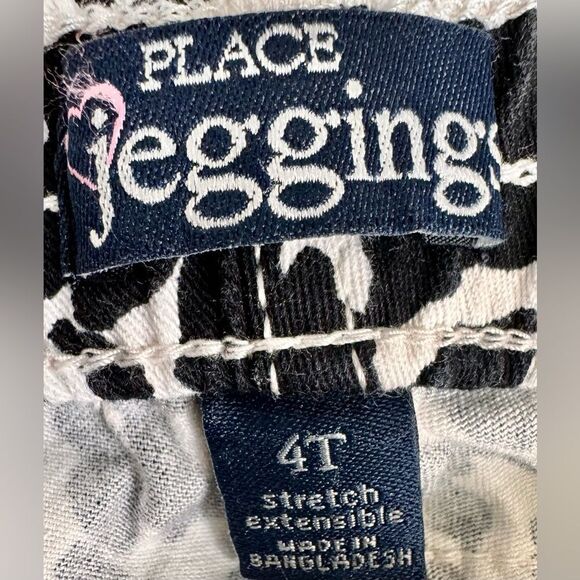 PLACE
jeggings
4T
stretch
extensible
MADE IN
BANGLADESH